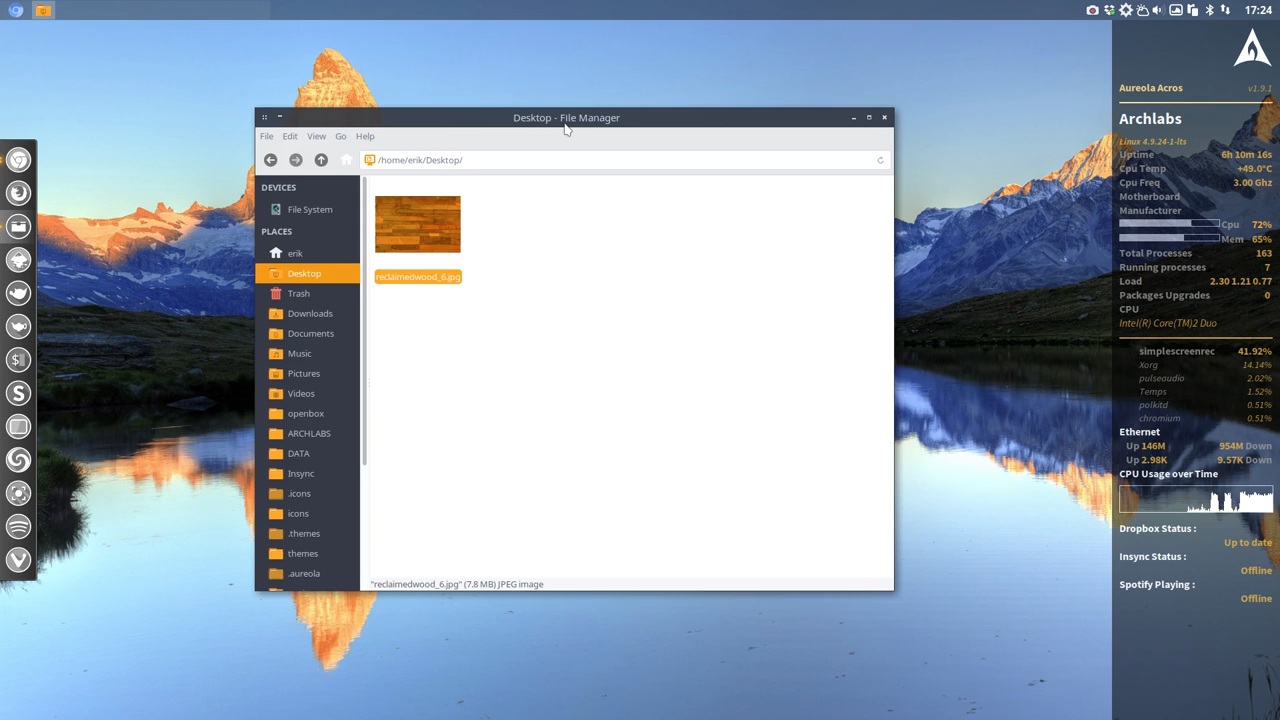 17:24
Desktop - File Manager
File Edit View Go Help
/home/erik/Desktop/
DEVICES
File System
PLACES
erik
Desktop
Trash
Downloads
Documents
Music
Pictures
Videos
openbox
ARCHLABS
DATA
Insync
.icons
icons
.themes
themes
.aureola
reclaimedwood_6.jpg
"reclaimedwood_6.jpg" (7.8 MB) JPEG image
Aureola Acros v1.9.1
Archlabs
Linux 4.9.24-1-lts
Uptime 6h 10m 16s
Cpu Temp +49.0°C
Cpu Freq 3.00 Ghz
Motherboard
Manufacturer
Cpu 72%
Mem 65%
Total Processes 163
Running processes 7
Load 2.30 1.21 0.77
Packages Upgrades 0
CPU
Intel(R) Core(TM)2 Duo
simplescreenrec 41.92%
Xorg 14.14%
pulseaudio 2.02%
Temps 1.52%
polkitd 0.51%
chromium 0.51%
Ethernet
Up 146M 954M Down
Up 2.98K 9.57K Down
CPU Usage over Time
Dropbox Status :
Up to date
Insync Status :
Offline
Spotify Playing :
Offline